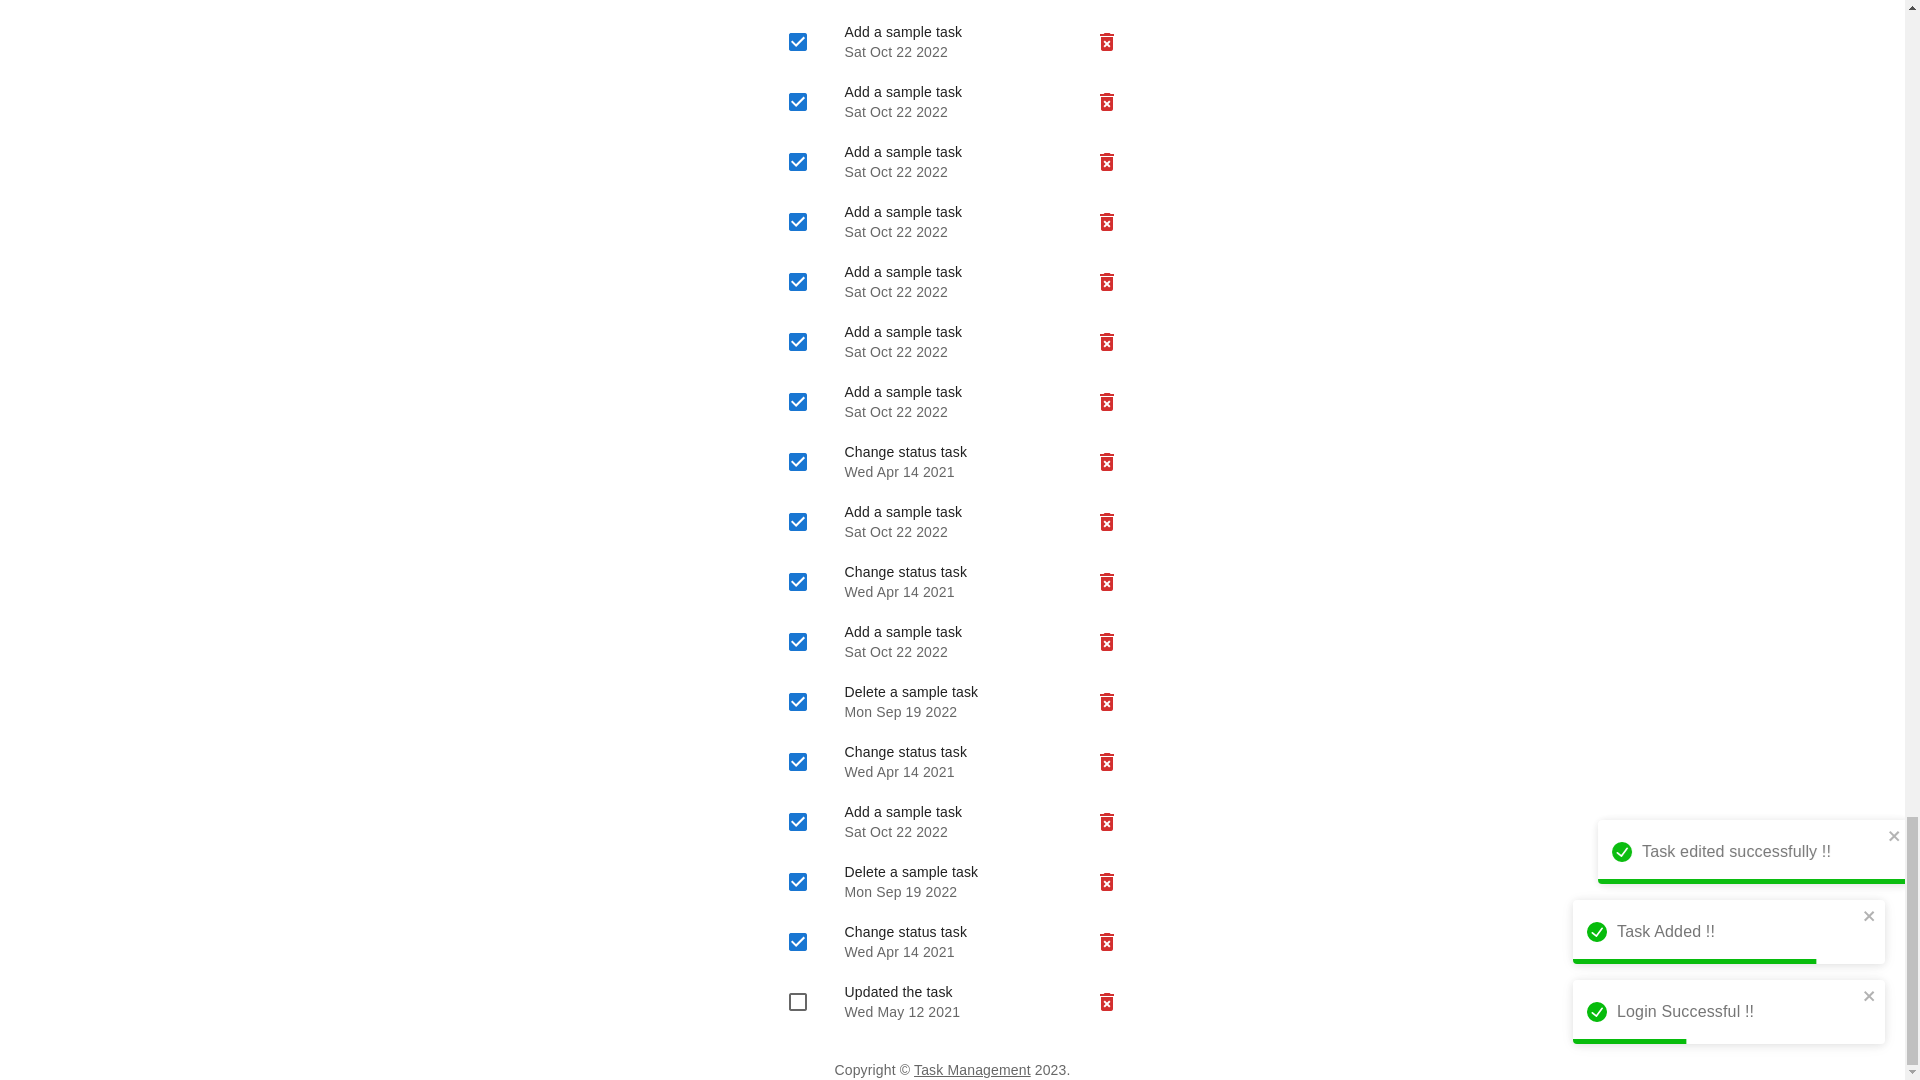 Add a sample task
Sat Oct 22 2022
Add a sample task
Sat Oct 22 2022
Add a sample task
Sat Oct 22 2022
Add a sample task
Sat Oct 22 2022
Add a sample task
Sat Oct 22 2022
Add a sample task
Sat Oct 22 2022
Add a sample task
Sat Oct 22 2022
Change status task
Wed Apr 14 2021
Add a sample task
Sat Oct 22 2022
Change status task
Wed Apr 14 2021
Add a sample task
Sat Oct 22 2022
Delete a sample task
Mon Sep 19 2022
Change status task
Wed Apr 14 2021
Add a sample task
Sat Oct 22 2022
Delete a sample task
Mon Sep 19 2022
Change status task
Wed Apr 14 2021
Updated the task
Wed May 12 2021
Task edited successfully !!
Task Added !!
Login Successful !!
Copyright © Task Management 2023.